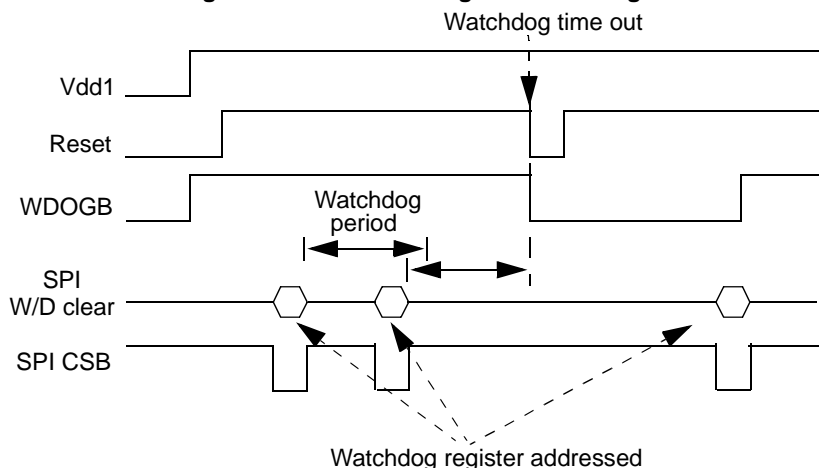 Watchdog time out
Vdd1
Reset
WDOGB
Watchdog
period
SPI
W/D clear
SPI CSB
Watchdog register addressed